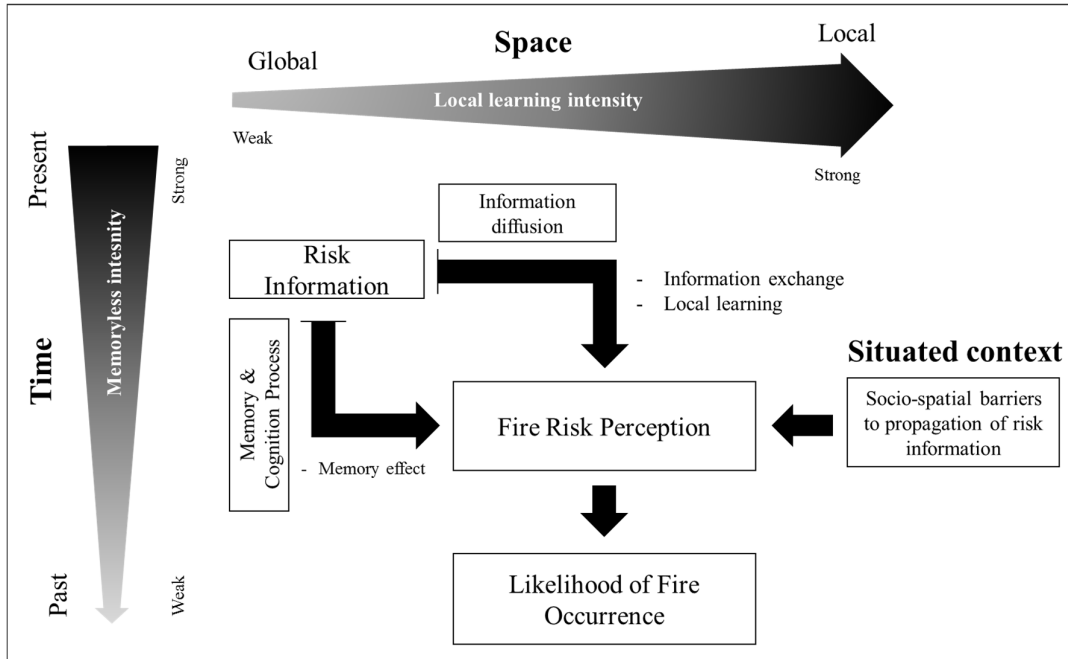 Space
Global
Local
Local learning intensity
Weak
Strong
Present
Strong
Memoryless intesnity
Time
Past
Weak
Information
diffusion
Risk
Information
- Information exchange
- Local learning
Memory &
Cognition Process
- Memory effect
Fire Risk Perception
Situated context
Socio-spatial barriers
to propagation of risk
information
Likelihood of Fire
Occurrence